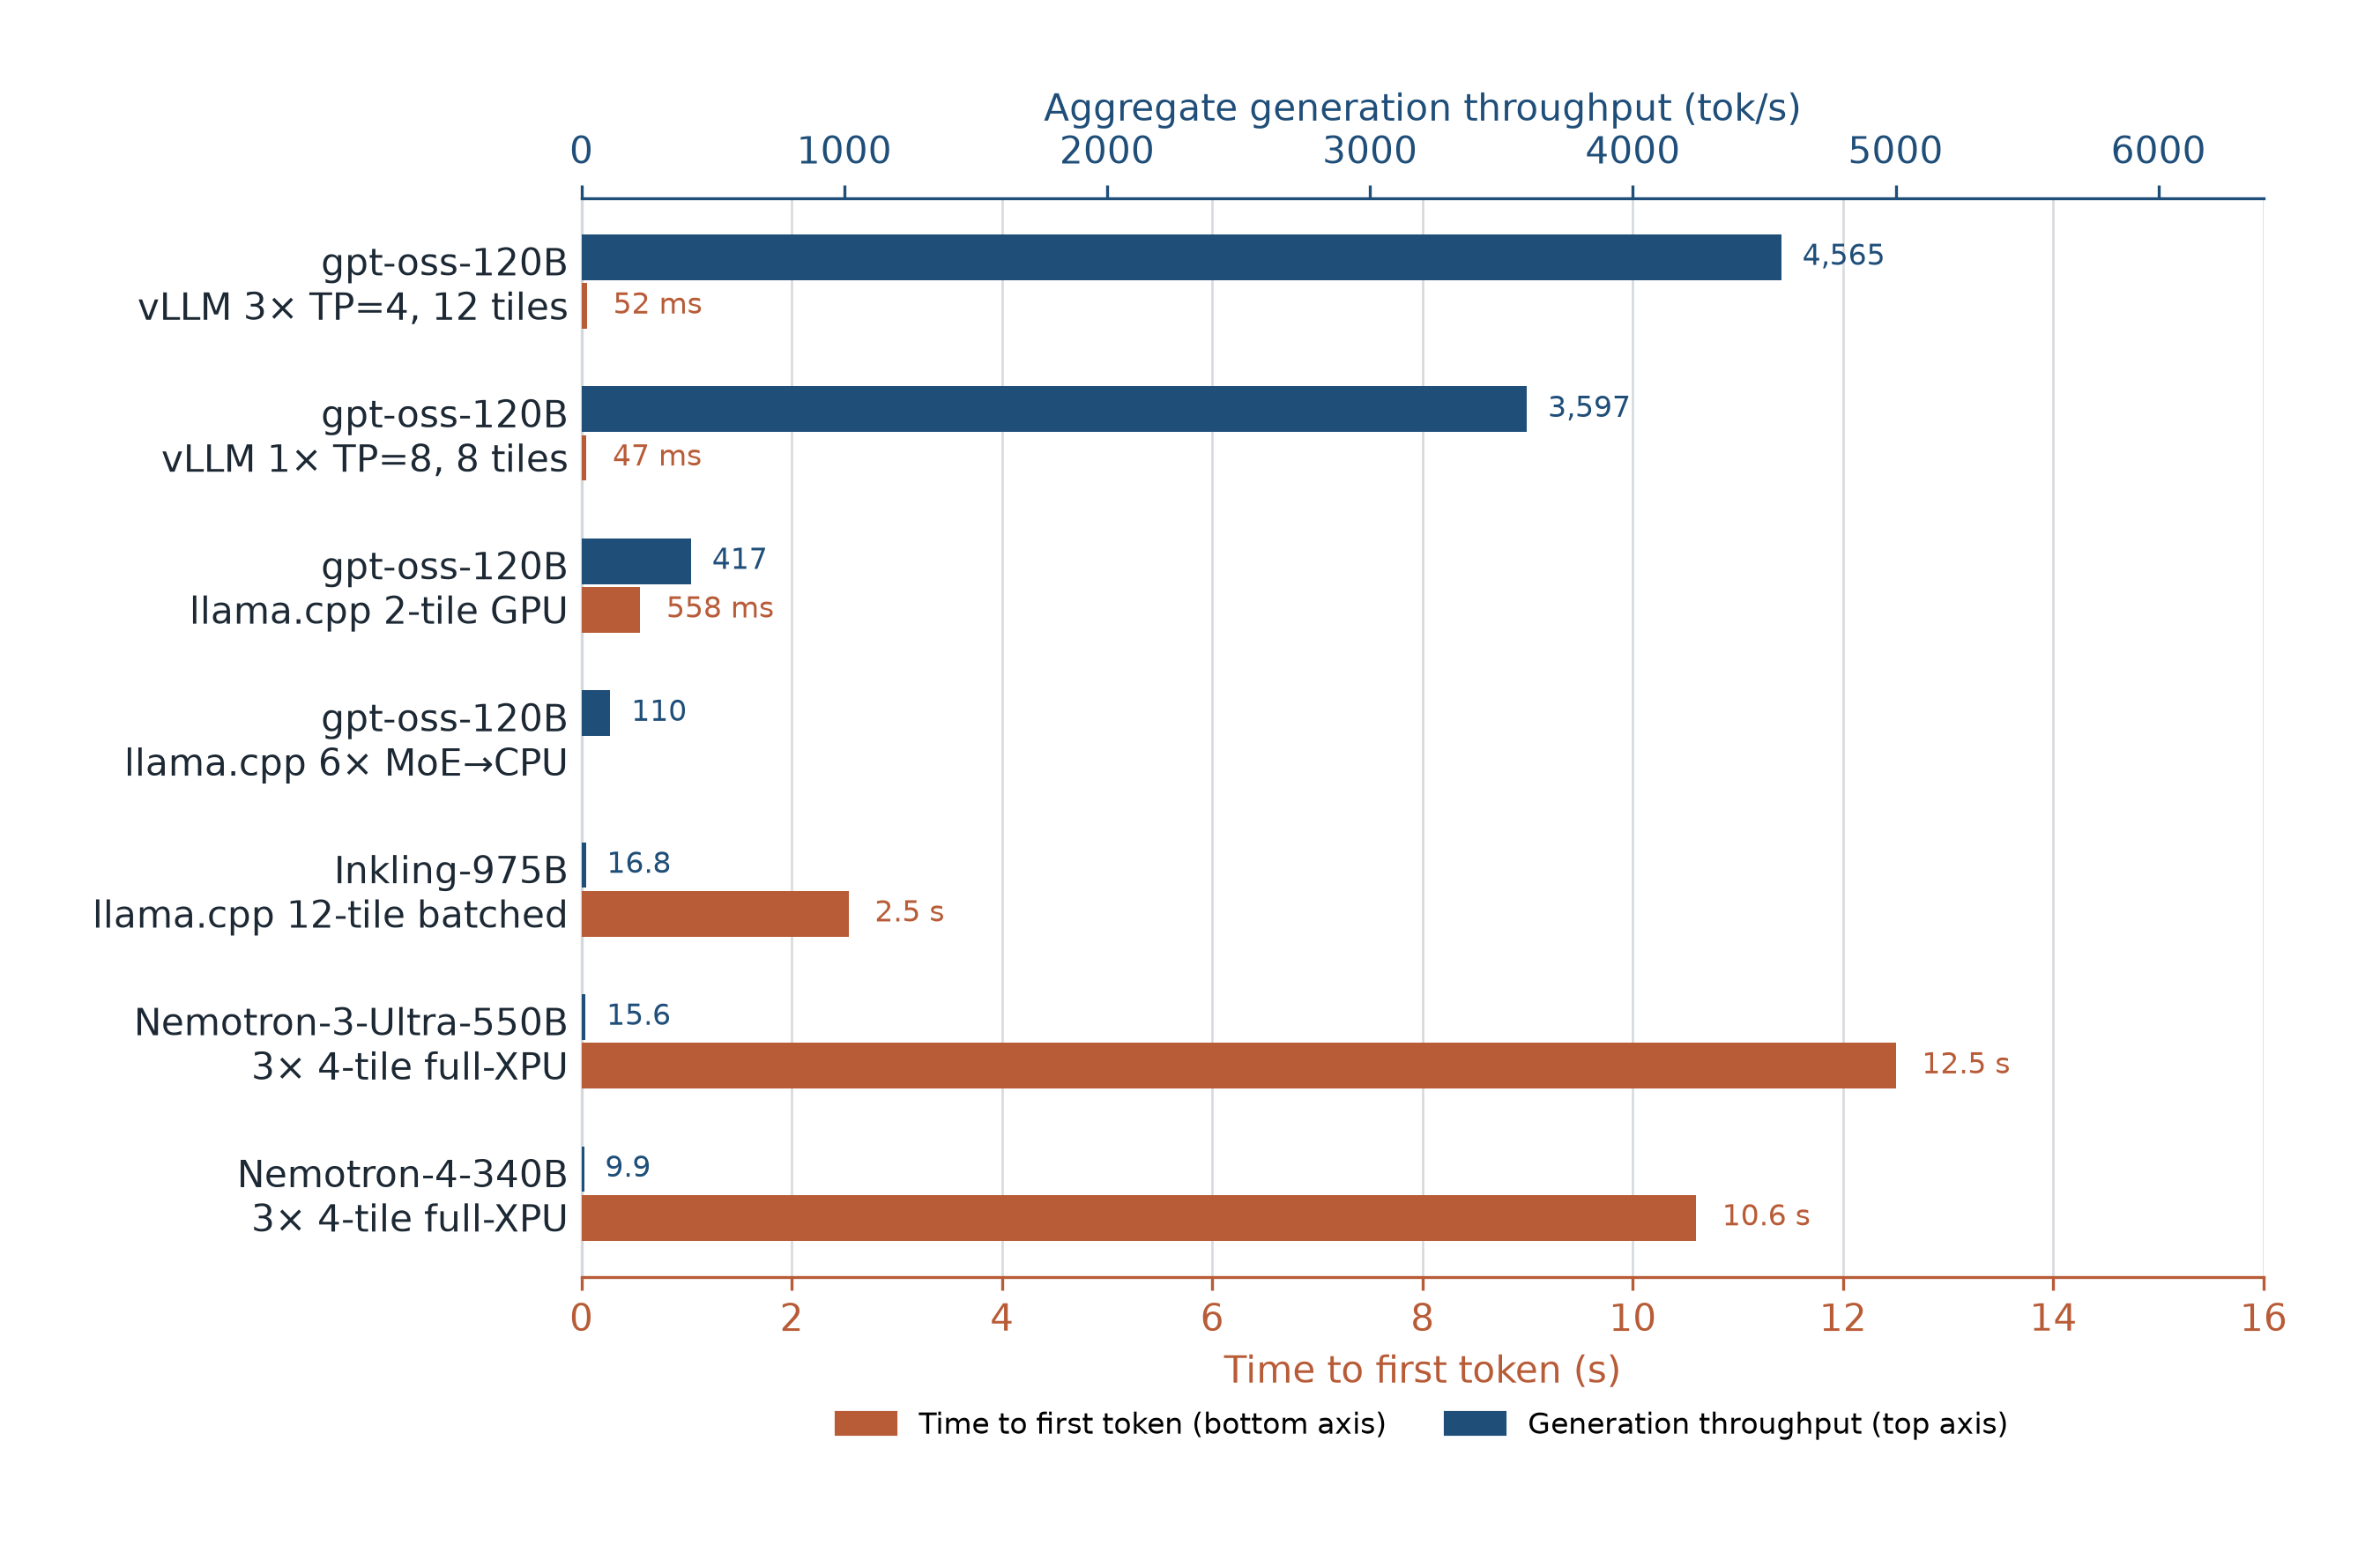 Aggregate generation throughput (tok/s)
0 1000 2000 3000 4000 5000 6000
gpt-oss-120B
vLLM 3× TP=4, 12 tiles
4,565
52 ms
gpt-oss-120B
vLLM 1× TP=8, 8 tiles
3,597
47 ms
gpt-oss-120B
llama.cpp 2-tile GPU
417
558 ms
gpt-oss-120B
llama.cpp 6× MoE→CPU
110
Inkling-975B
llama.cpp 12-tile batched
16.8
2.5 s
Nemotron-3-Ultra-550B
3× 4-tile full-XPU
15.6
12.5 s
Nemotron-4-340B
3× 4-tile full-XPU
9.9
10.6 s
0 2 4 6 8 10 12 14 16
Time to first token (s)
Time to first token (bottom axis) Generation throughput (top axis)